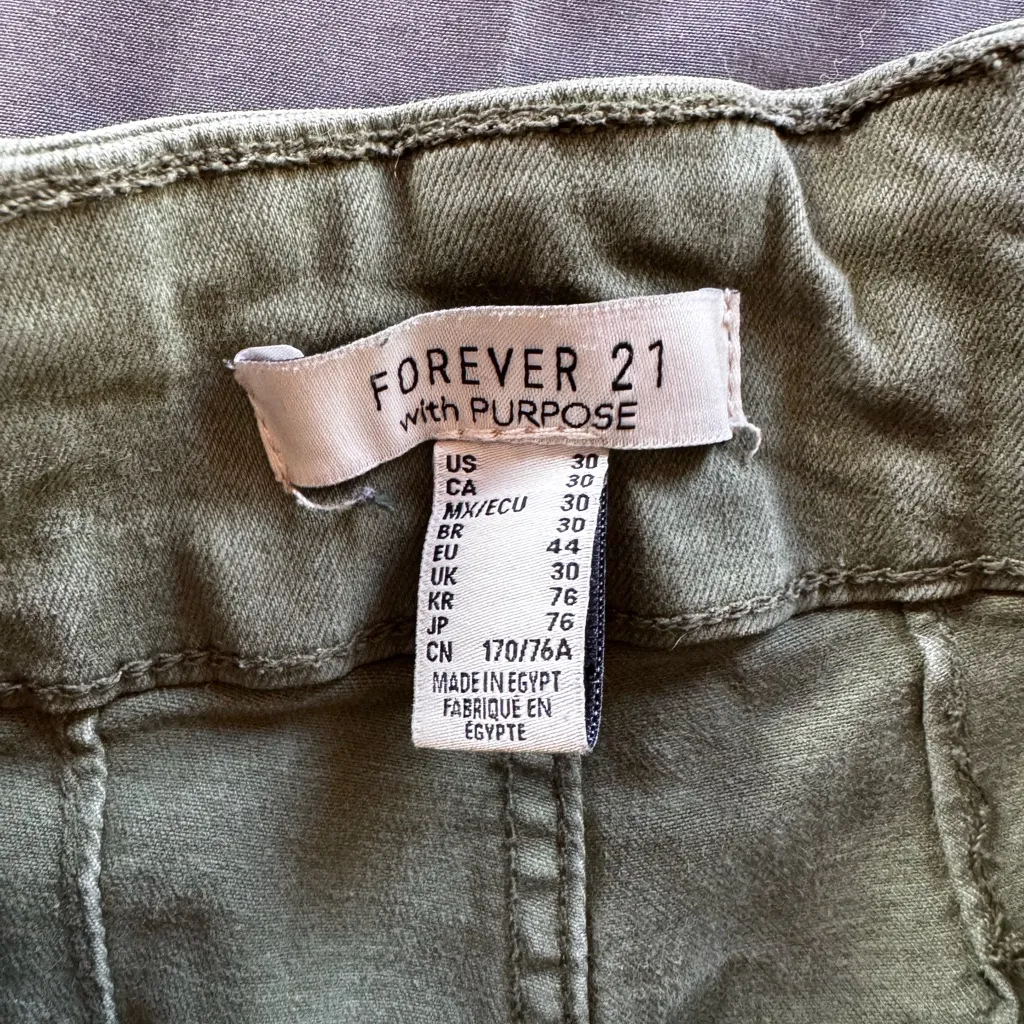 FOREVER 21
with PURPOSE
US 30
CA 30
MX/ECU 30
BR 30
EU 44
UK 30
KR 76
JP 76
CN 170/76A
MADE IN EGYPT
FABRIQUÉ EN
ÉGYPTE